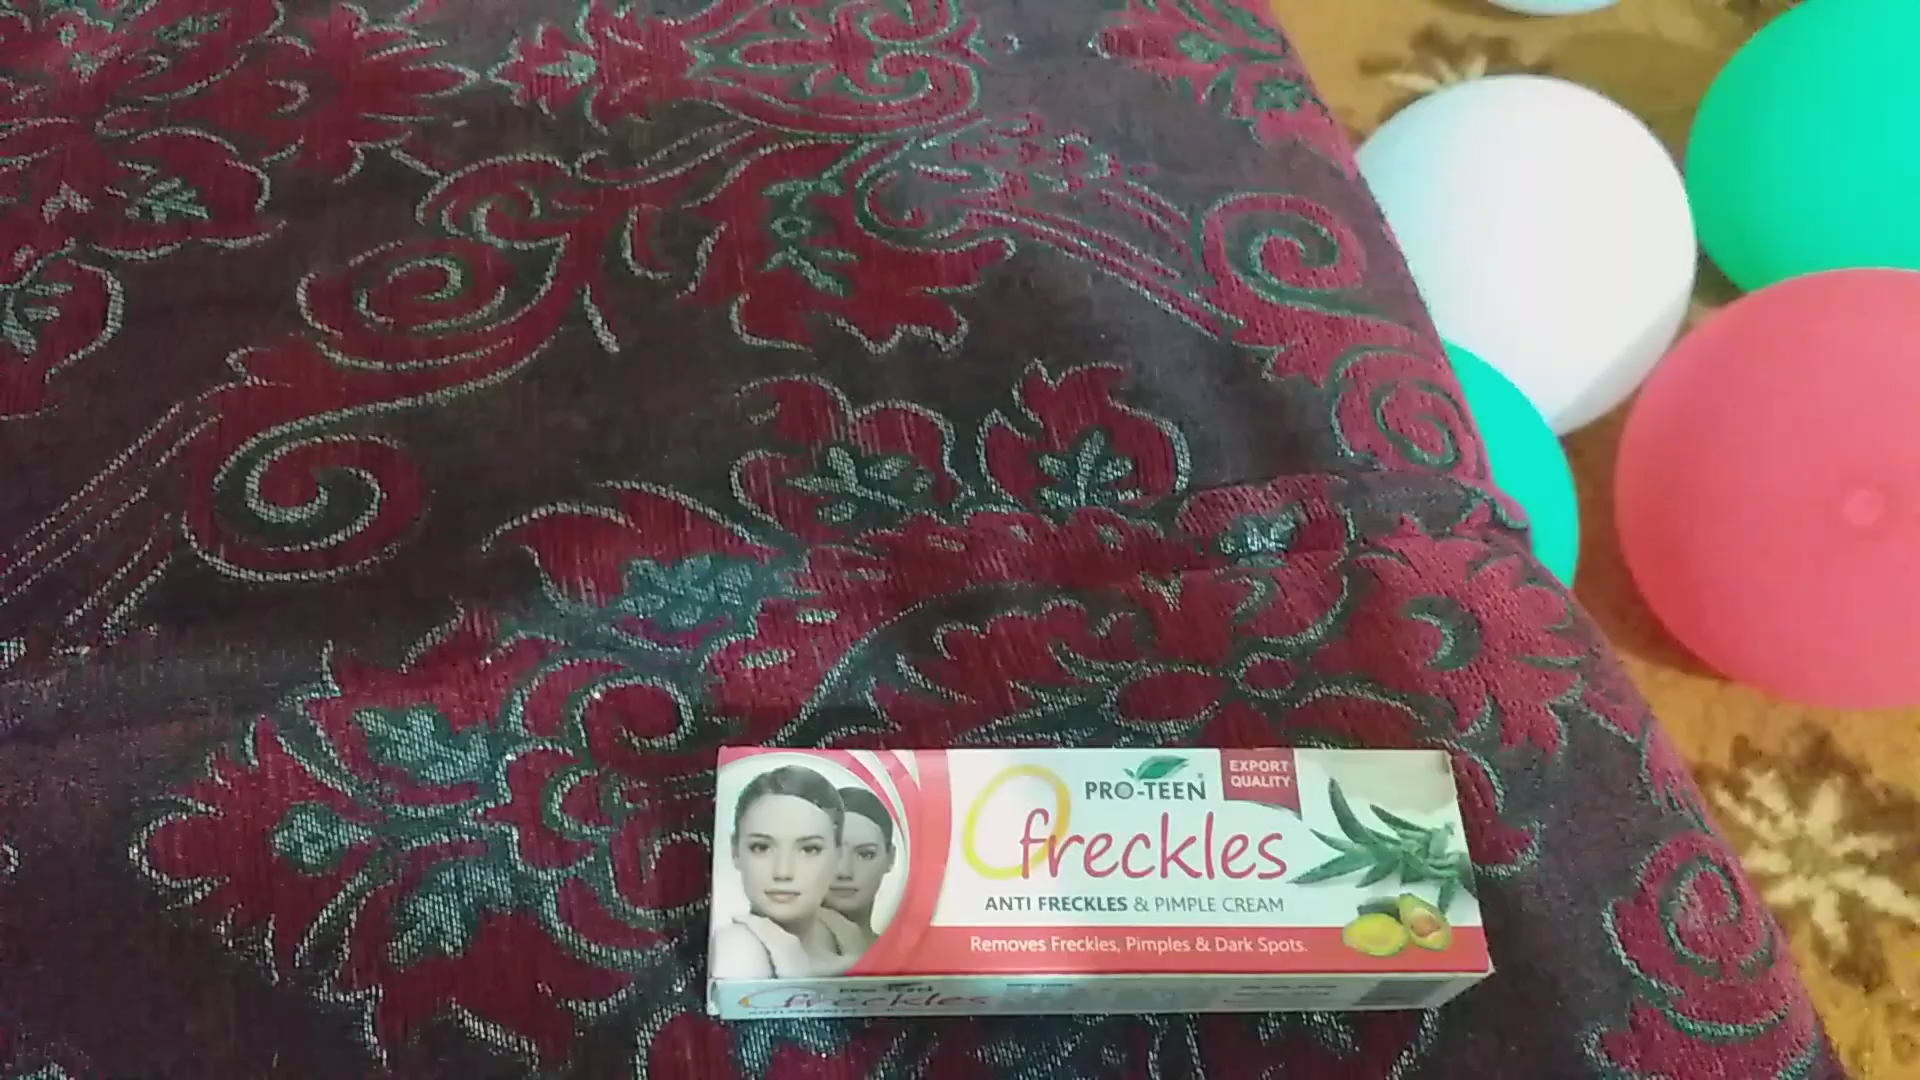 PRO-TEEN
EXPORT
QUALITY
freckles
ANTI FRECKLES & PIMPLE CREAM
Removes Freckles, Pimples & Dark Spots.
freckles